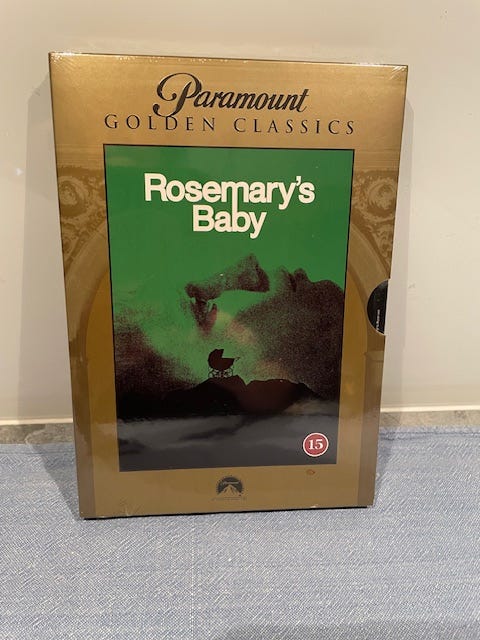 Paramount
GOLDEN CLASSICS
Rosemary's
Baby
15